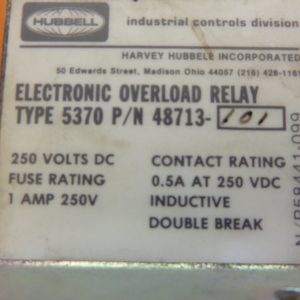 HUBBELL
industrial controls division
HARVEY HUBBELL INCORPORATED
50 Edwards Street, Madison Ohio 44057 (216) 428-1161
ELECTRONIC OVERLOAD RELAY
TYPE 5370 P/N 48713-101
250 VOLTS DC CONTACT RATING
FUSE RATING 0.5A AT 250 VDC
1 AMP 250V INDUCTIVE
DOUBLE BREAK